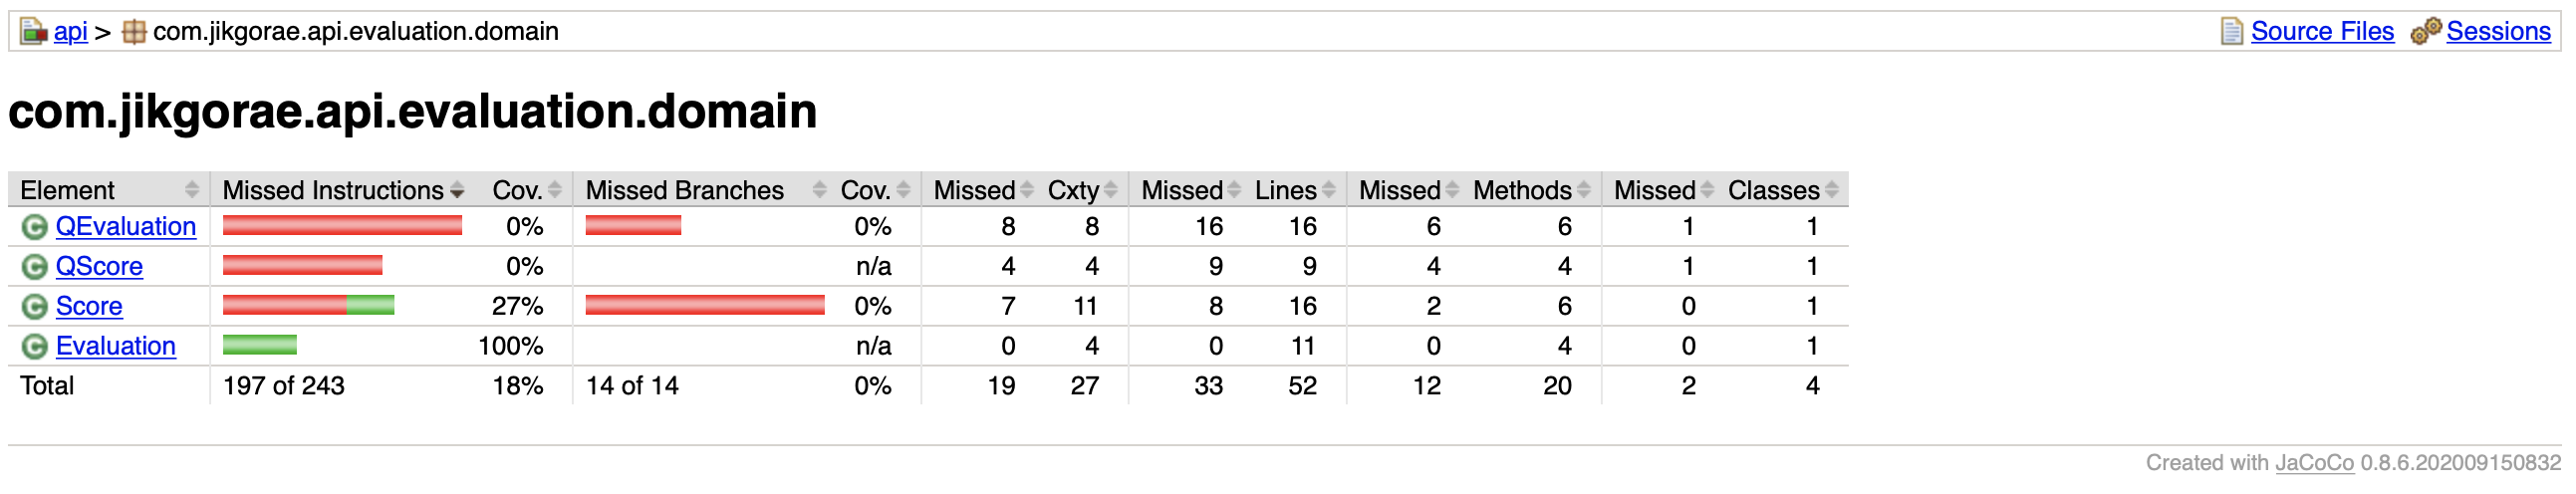 api > com.jikgorae.api.evaluation.domain Source Files Sessions
com.jikgorae.api.evaluation.domain
Element Missed Instructions Cov. Missed Branches Cov. Missed Cxty Missed Lines Missed Methods Missed Classes
QEvaluation 0% 0% 8 8 16 16 6 6 1 1
QScore 0% n/a 4 4 9 9 4 4 1 1
Score 27% 0% 7 11 8 16 2 6 0 1
Evaluation 100% n/a 0 4 0 11 0 4 0 1
Total 197 of 243 18% 14 of 14 0% 19 27 33 52 12 20 2 4
Created with JaCoCo 0.8.6.202009150832